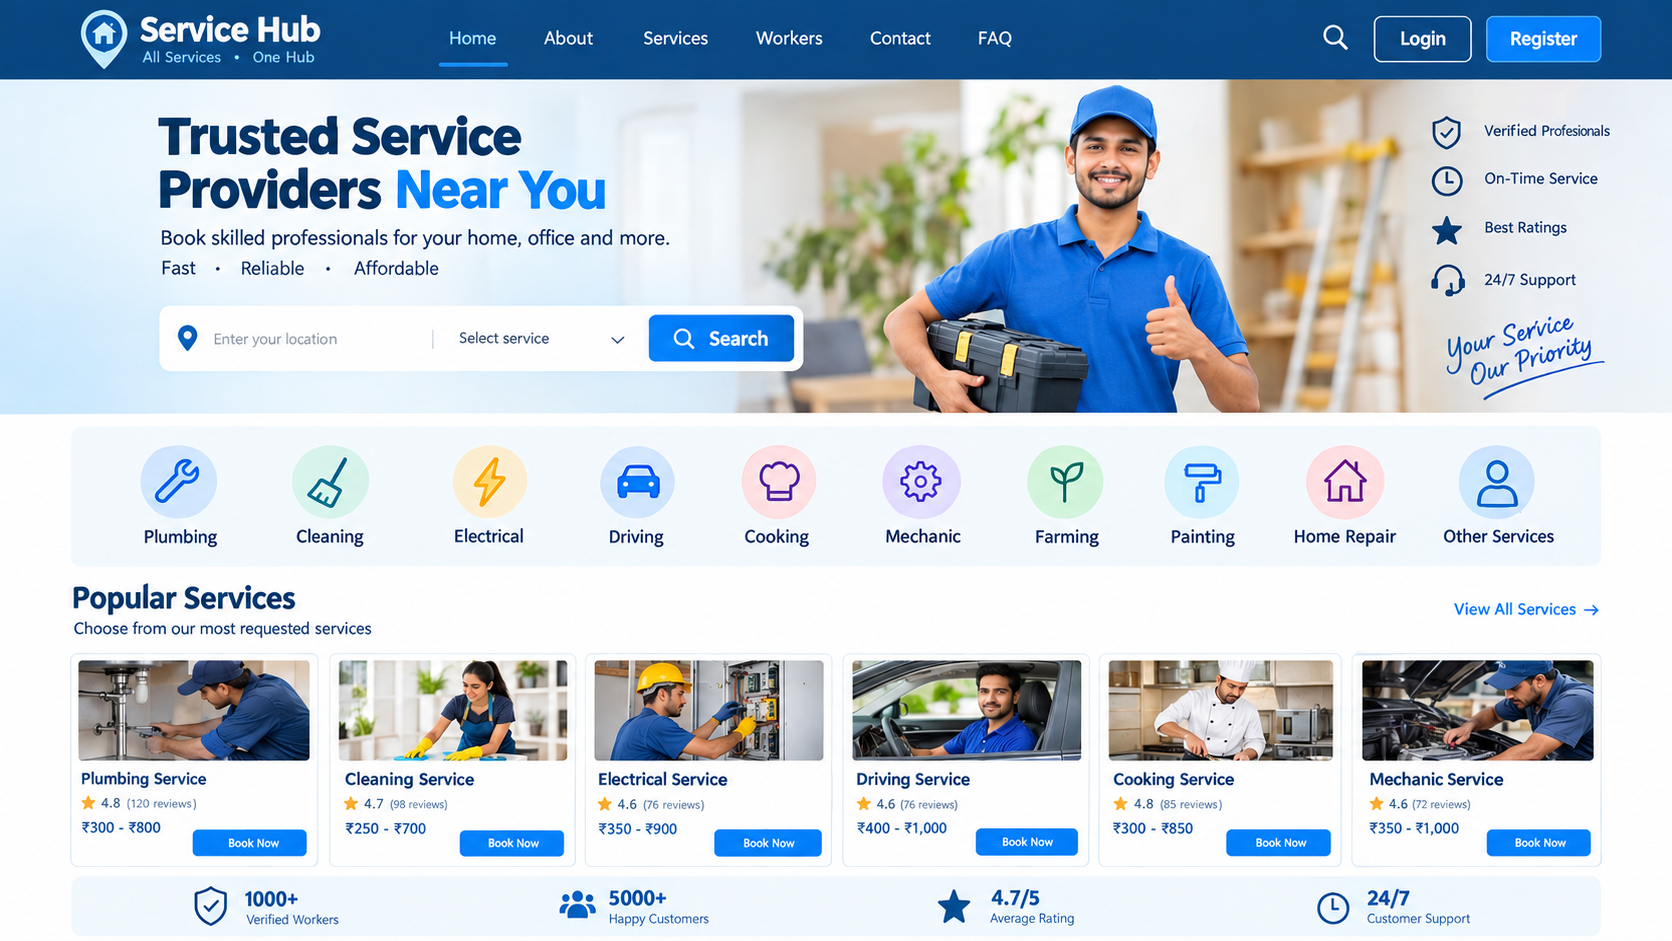 Service Hub
All Services • One Hub
Home
About
Services
Workers
Contact
FAQ
Login
Register
Trusted Service
Providers Near You
Book skilled professionals for your home, office and more.
Fast • Reliable • Affordable
Enter your location
Select service
Search
Verified Profesionals
On-Time Service
Best Ratings
24/7 Support
Your Service
Our Priority
Plumbing
Cleaning
Electrical
Driving
Cooking
Mechanic
Farming
Painting
Home Repair
Other Services
Popular Services
Choose from our most requested services
View All Services →
Plumbing Service
4.8 (120 reviews)
₹300 - ₹800
Book Now
Cleaning Service
4.7 (98 reviews)
₹250 - ₹700
Book Now
Electrical Service
4.6 (76 reviews)
₹350 - ₹900
Book Now
Driving Service
4.6 (76 reviews)
₹400 - ₹1,000
Book Now
Cooking Service
4.8 (85 reviews)
₹300 - ₹850
Book Now
Mechanic Service
4.6 (72 reviews)
₹350 - ₹1,000
Book Now
1000+
Verified Workers
5000+
Happy Customers
4.7/5
Average Rating
24/7
Customer Support